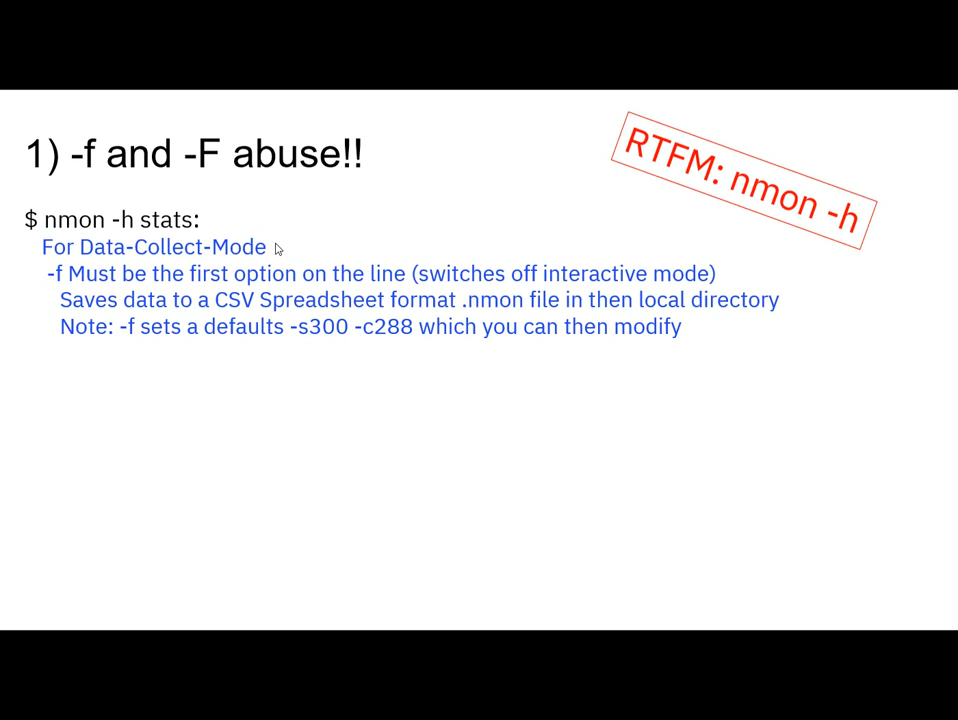 1) -f and -F abuse!!
RTFM: nmon -h
$ nmon -h stats:
For Data-Collect-Mode
-f Must be the first option on the line (switches off interactive mode)
Saves data to a CSV Spreadsheet format .nmon file in then local directory
Note: -f sets a defaults -s300 -c288 which you can then modify